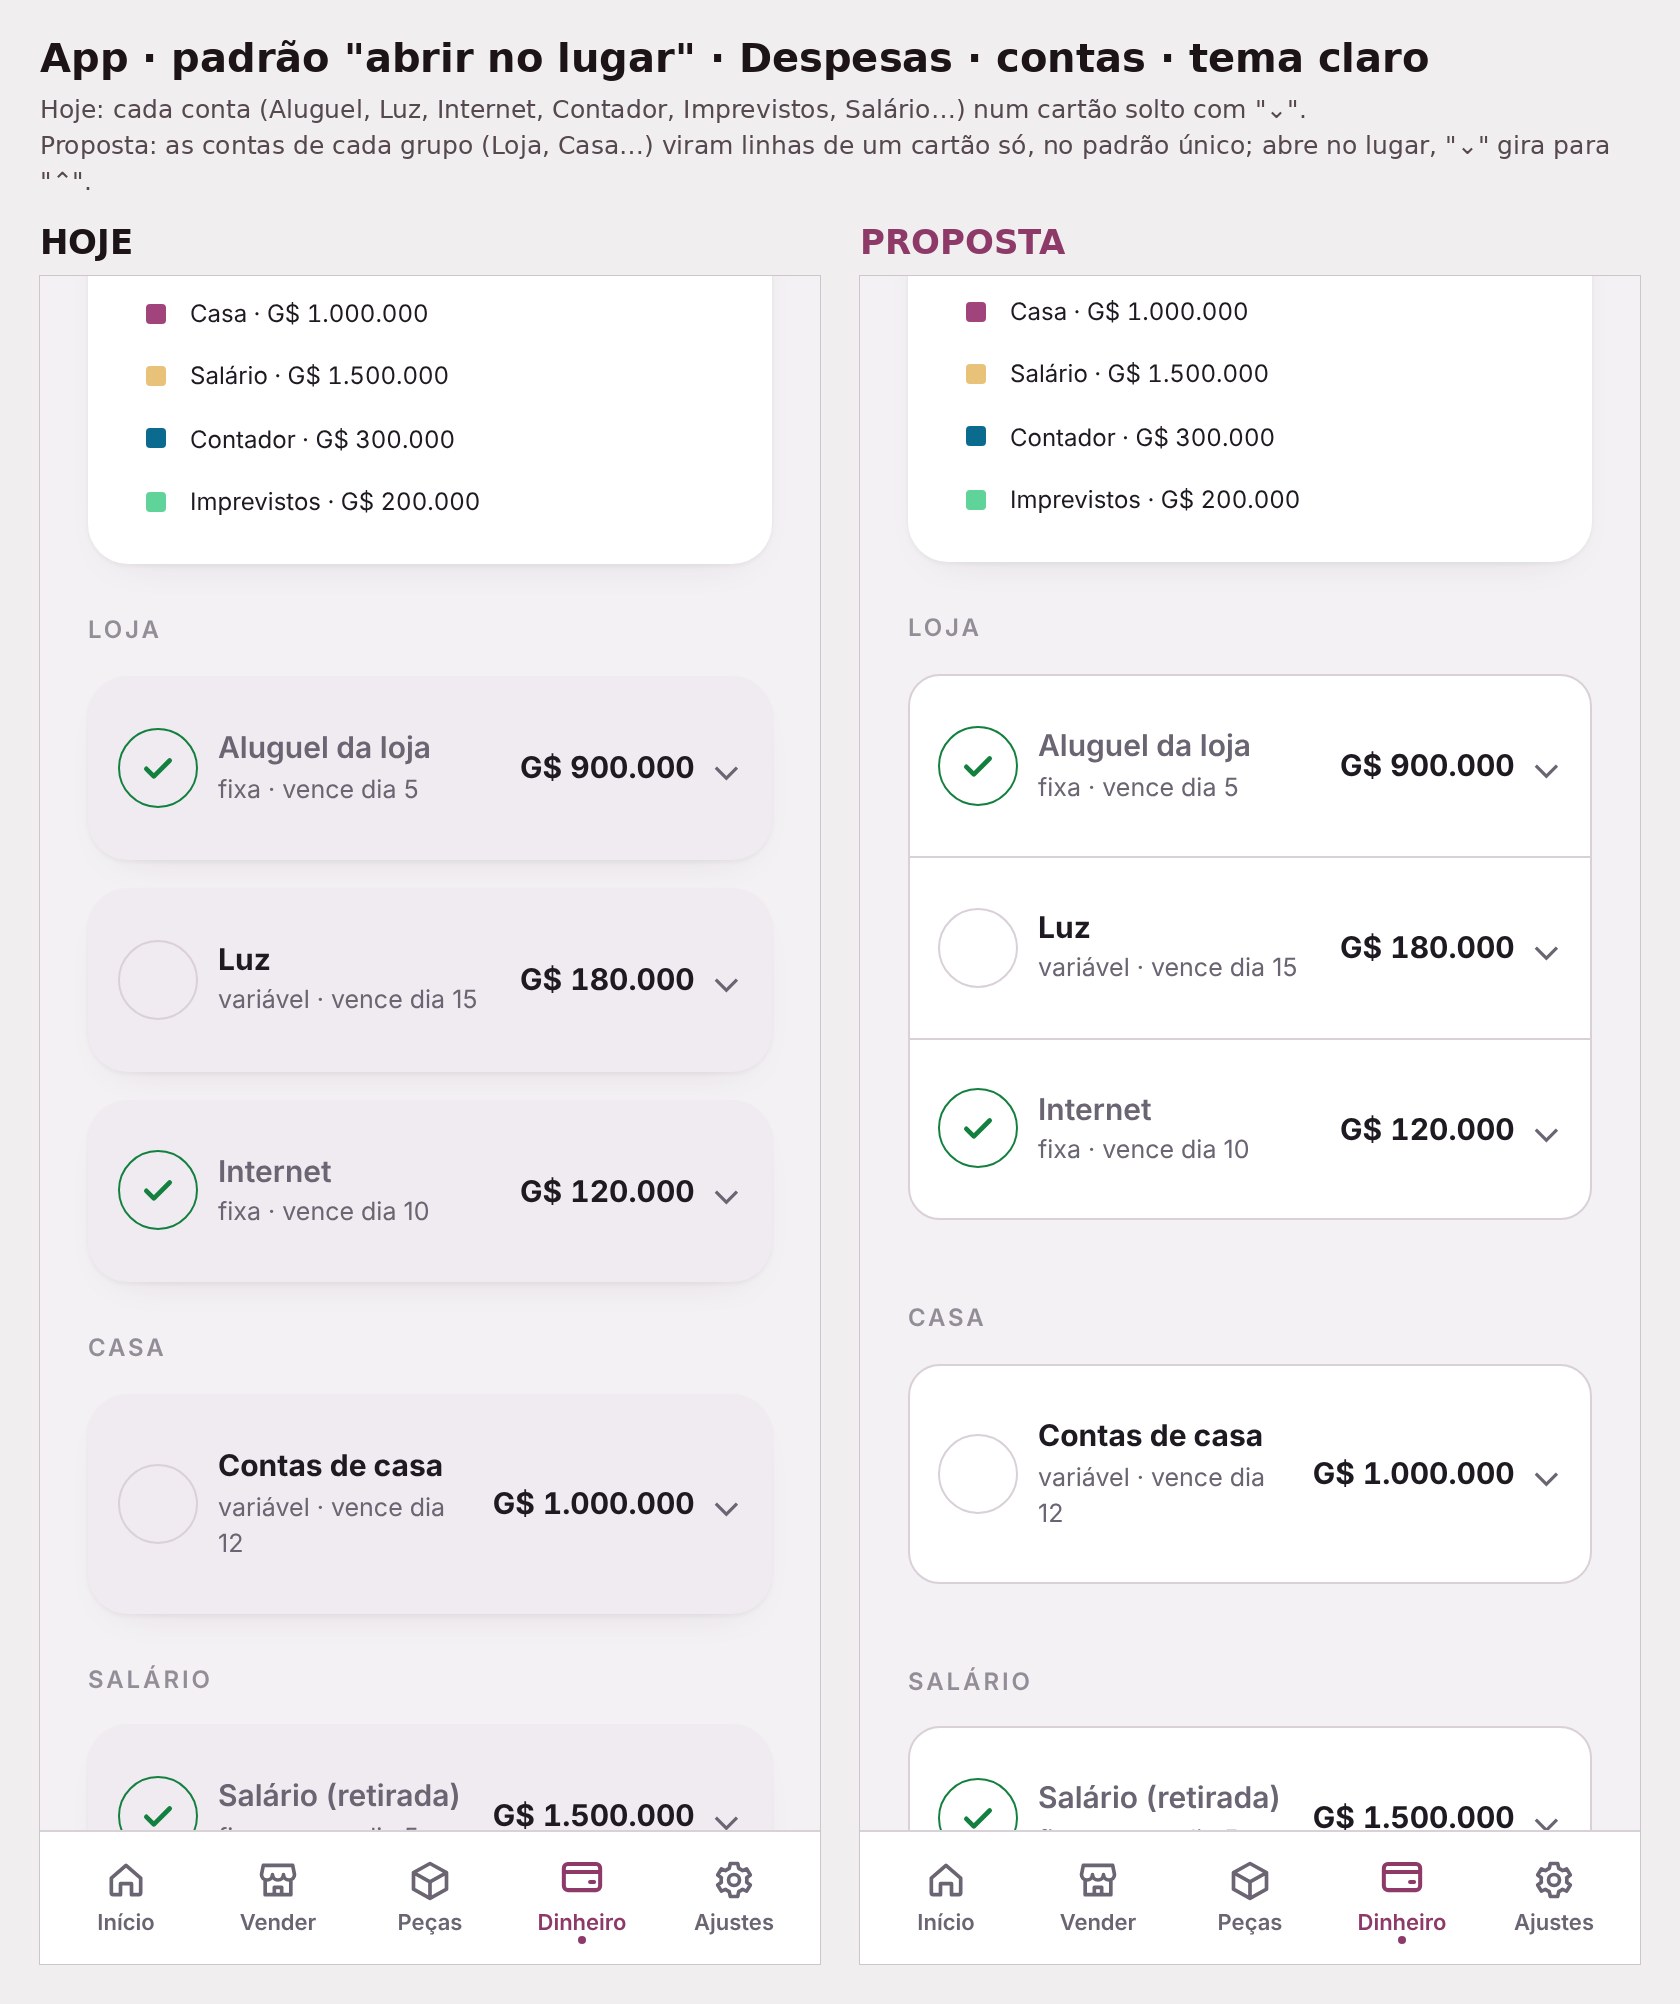 App · padrão "abrir no lugar" · Despesas · contas · tema claro
Hoje: cada conta (Aluguel, Luz, Internet, Contador, Imprevistos, Salário…) num cartão solto com "⌄".
Proposta: as contas de cada grupo (Loja, Casa…) viram linhas de um cartão só, no padrão único; abre no lugar, "⌄" gira para
"⌃".
HOJE
Casa · G$ 1.000.000
Salário · G$ 1.500.000
Contador · G$ 300.000
Imprevistos · G$ 200.000
LOJA
Aluguel da loja
fixa · vence dia 5
G$ 900.000
Luz
variável · vence dia 15
G$ 180.000
Internet
fixa · vence dia 10
G$ 120.000
CASA
Contas de casa
variável · vence dia
12
G$ 1.000.000
SALÁRIO
Salário (retirada)
G$ 1.500.000
Início
Vender
Peças
Dinheiro
Ajustes
PROPOSTA
Casa · G$ 1.000.000
Salário · G$ 1.500.000
Contador · G$ 300.000
Imprevistos · G$ 200.000
LOJA
Aluguel da loja
fixa · vence dia 5
G$ 900.000
Luz
variável · vence dia 15
G$ 180.000
Internet
fixa · vence dia 10
G$ 120.000
CASA
Contas de casa
variável · vence dia
12
G$ 1.000.000
SALÁRIO
Salário (retirada)
G$ 1.500.000
Início
Vender
Peças
Dinheiro
Ajustes